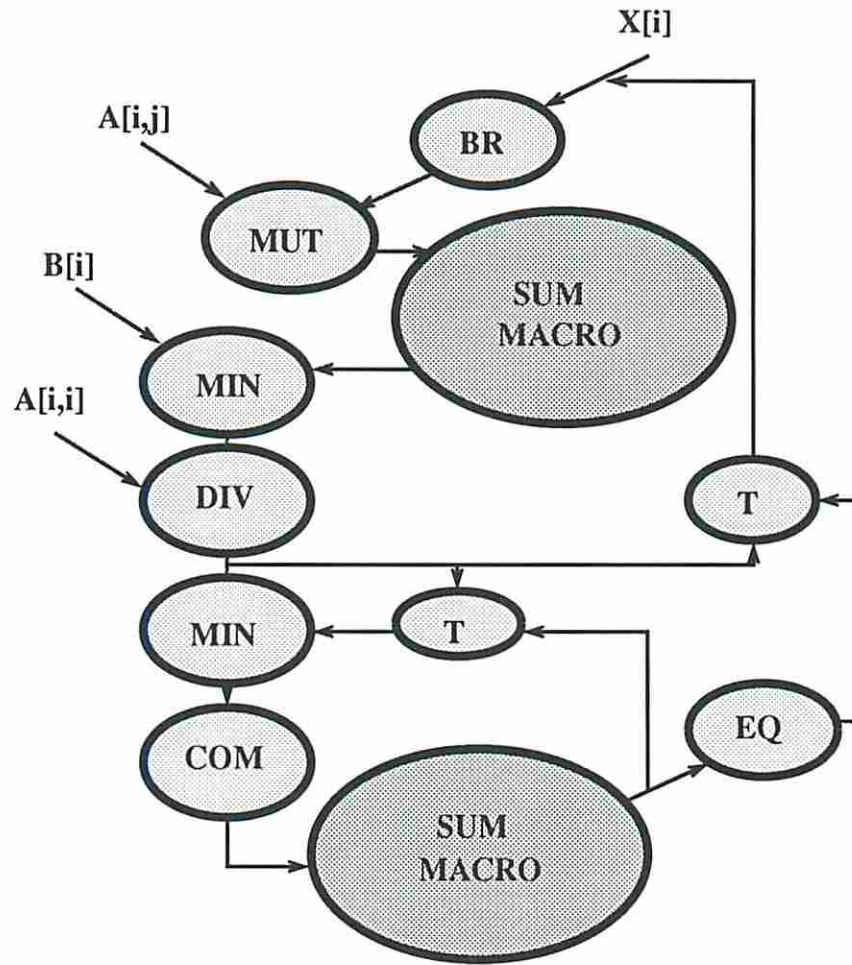 X[i]
A[i,j]
BR
MUT
B[i]
SUM
MACRO
MIN
A[i,i]
DIV
T
MIN
T
COM
EQ
SUM
MACRO